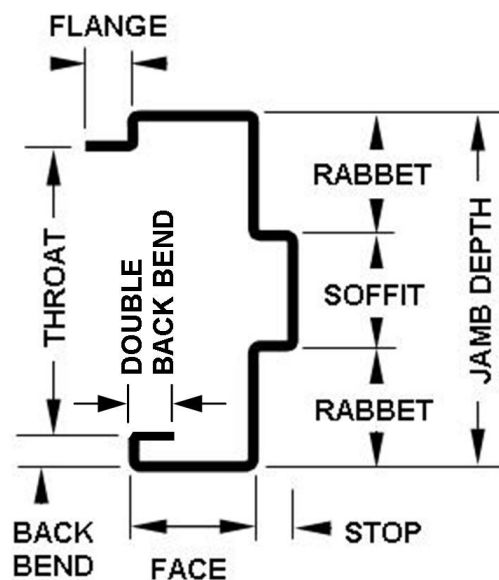 FLANGE
RABBET
THROAT
DOUBLE
BACK BEND
SOFFIT
JAMB DEPTH
RABBET
BACK
BEND
FACE
STOP